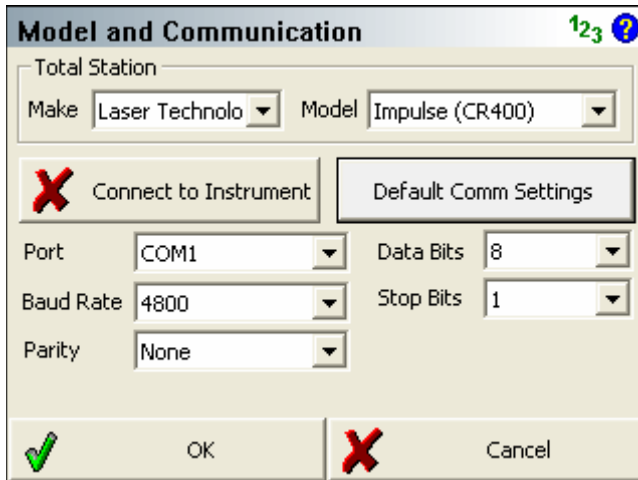 Model and Communication 123 ?
Total Station
Make Laser Technolo Model Impulse (CR400)
Connect to Instrument Default Comm Settings
Port COM1 Data Bits 8
Baud Rate 4800 Stop Bits 1
Parity None
OK Cancel